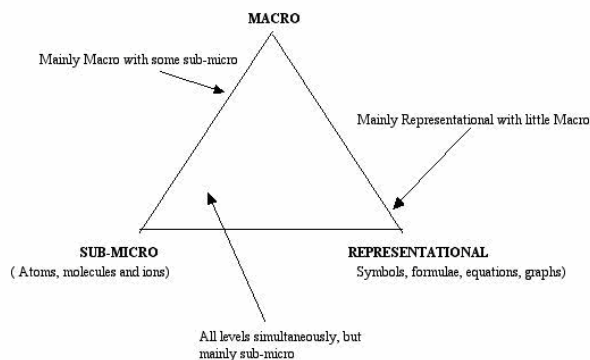 MACRO
Mainly Macro with some sub-micro
Mainly Representational with little Macro
SUB-MICRO
( Atoms, molecules and ions)
REPRESENTATIONAL
Symbols, formulae, equations, graphs)
All levels simultaneously, but
mainly sub-micro